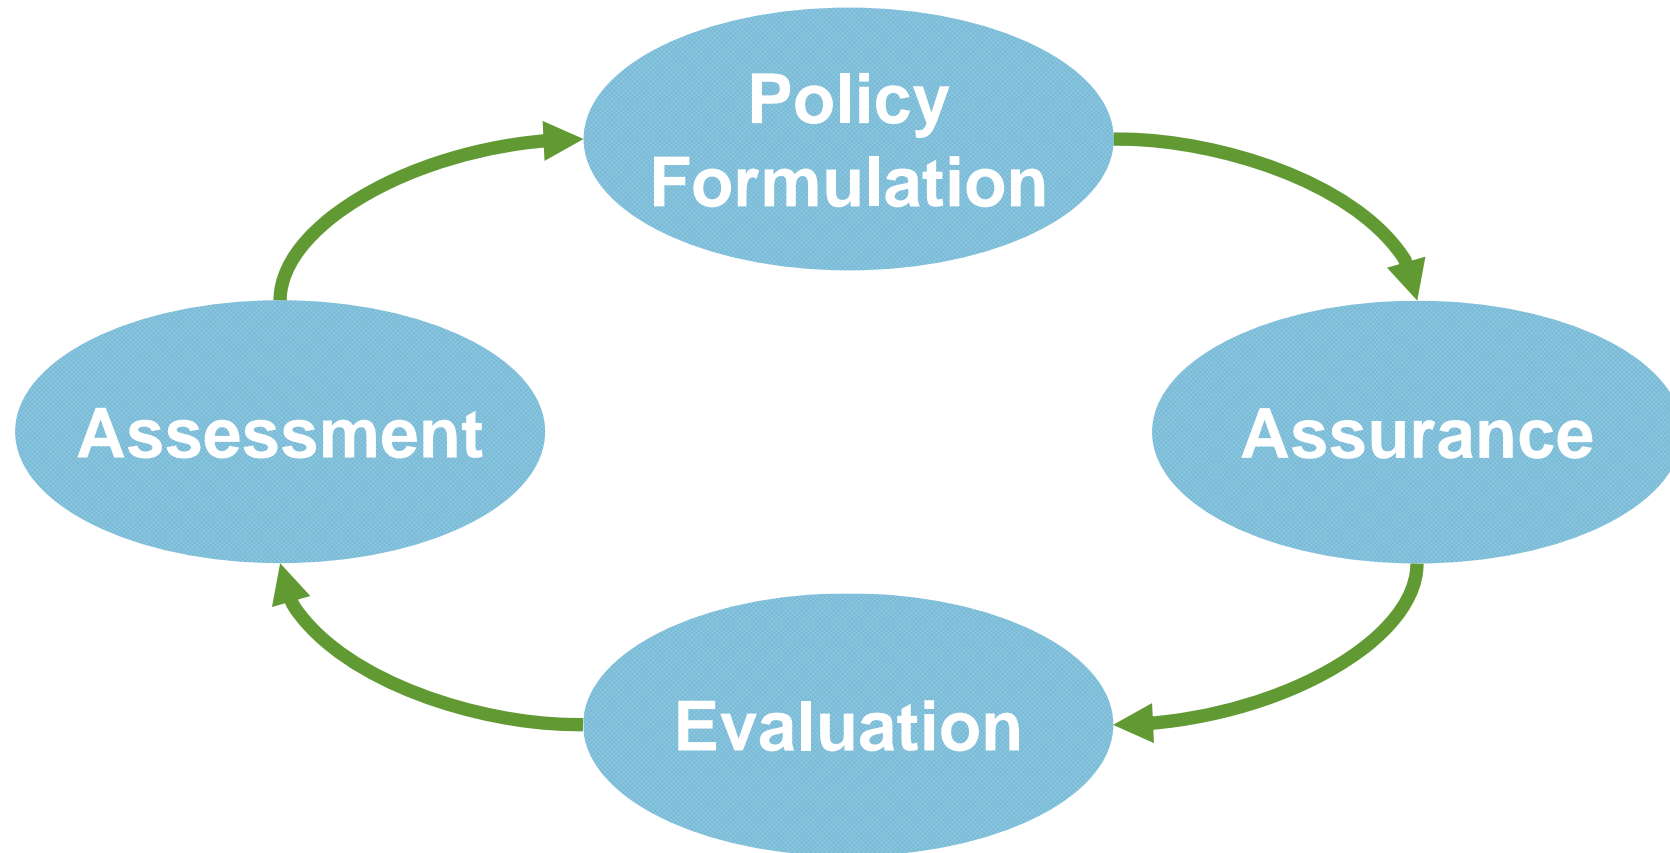 Policy
Formulation
Assessment
Assurance
Evaluation